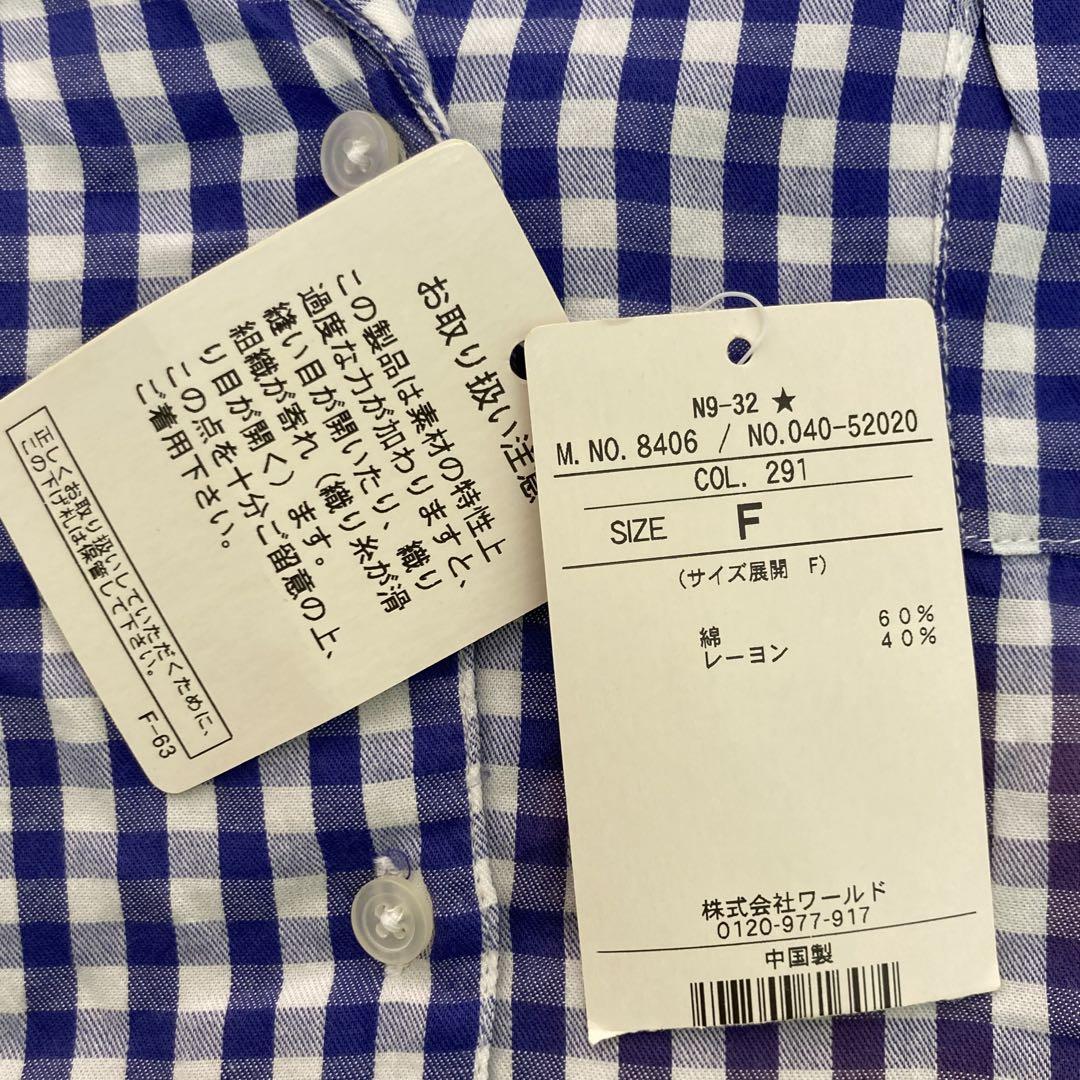 お取り扱い注意
この製品は素材の特性上
過度な力が加わりますと、
縫い目が開いたり、織り
組織が寄れ(織り糸が滑
り目が開く)ます。
この点を十分ご留意の上、
ご着用下さい。
正しくお取り扱いしていただくために、
この下げ札は保管して下さい。
F-63
N9-32 ★
M. NO. 8406 / NO.040-52020
COL. 291
SIZE F
(サイズ展開 F)
綿 60%
レーヨン 40%
株式会社ワールド
0120-977-917
中国製